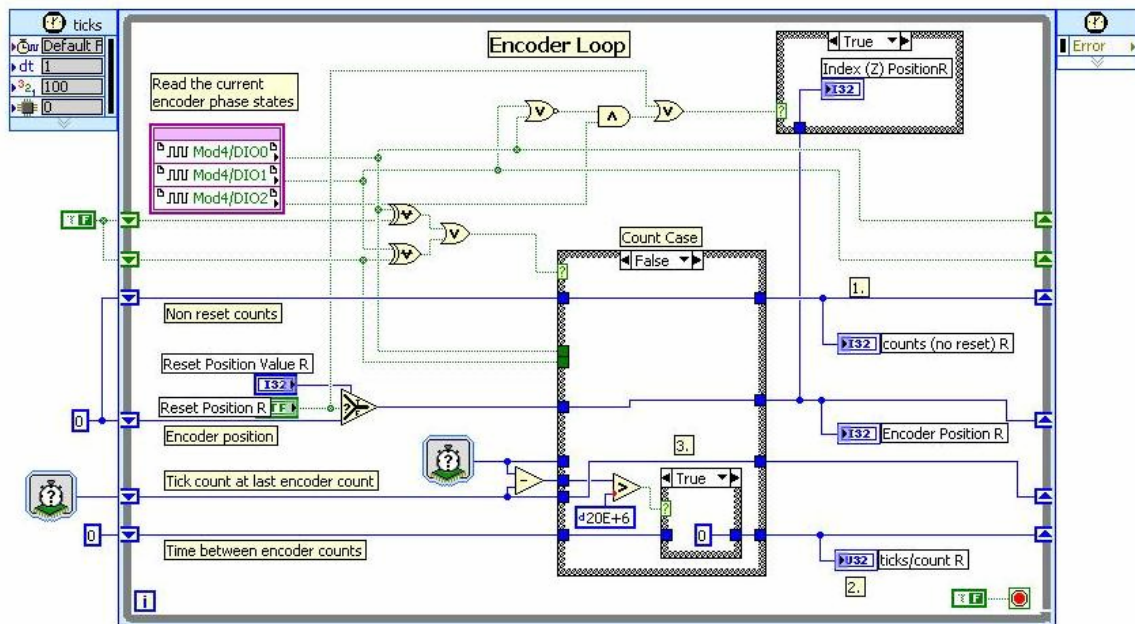 ticks
Default F
dt 1
100
0
Encoder Loop
True
Index (Z) PositionR
I32
Error
Read the current
encoder phase states
Mod4/DIO0
Mod4/DIO1
Mod4/DIO2
F
Count Case
False
1.
Non reset counts
counts (no reset) R
I32
Reset Position Value R
I32
Reset Position R
TF
0
Encoder position
I32
Encoder Position R
3.
True
Tick count at last encoder count
d20E+6
0
0
Time between encoder counts
U32
ticks/count R
2.
i
F